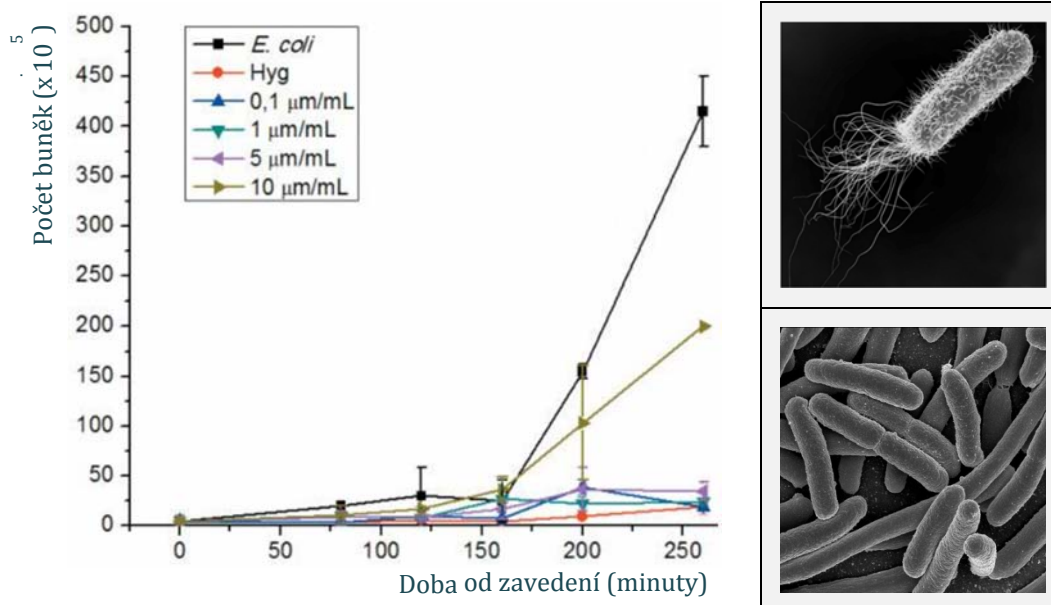 Počet buněk (x 10⁵)
500
450
400
350
300
250
200
150
100
50
0
E. coli
Hyg
0,1 μm/mL
1 μm/mL
5 μm/mL
10 μm/mL
0 50 100 150 200 250
Doba od zavedení (minuty)